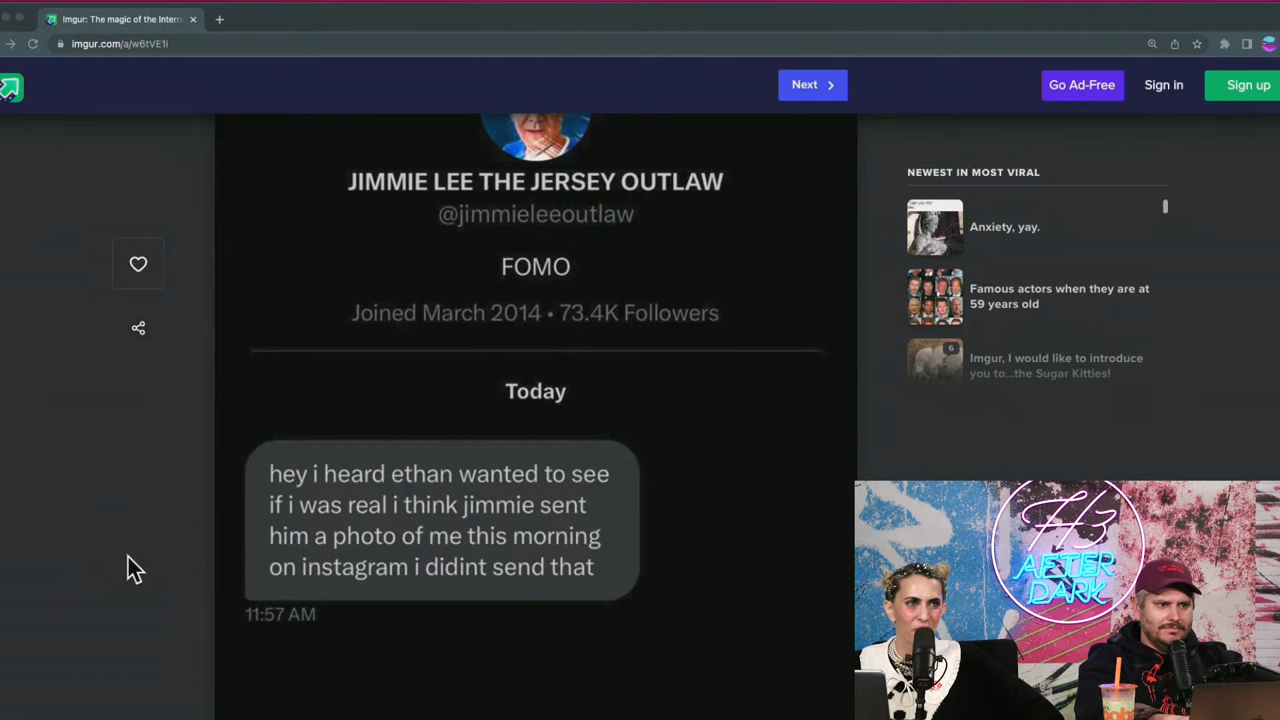 Imgur: The magic of the Intern
imgur.com/a/w6tVE1i
Next
Go Ad-Free
Sign in
Sign up
JIMMIE LEE THE JERSEY OUTLAW
@jimmieleeoutlaw
FOMO
Joined March 2014 • 73.4K Followers
Today
hey i heard ethan wanted to see
if i was real i think jimmie sent
him a photo of me this morning
on instagram i didint send that
11:57 AM
NEWEST IN MOST VIRAL
Anxiety, yay.
Famous actors when they are at
59 years old
6
Imgur, I would like to introduce
you to...the Sugar Kitties!
H3
AFTER
DARK